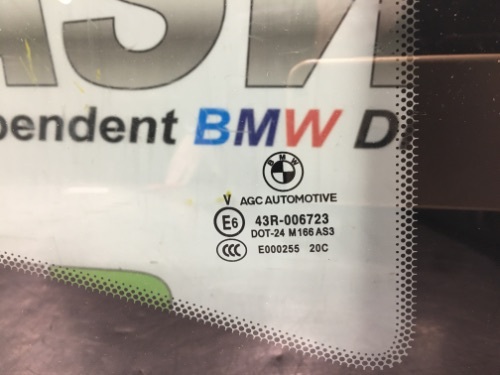 pendent BMW
BMW
V AGC AUTOMOTIVE
E6 43R-006723
DOT-24 M166 AS3
CCC E000255 20C